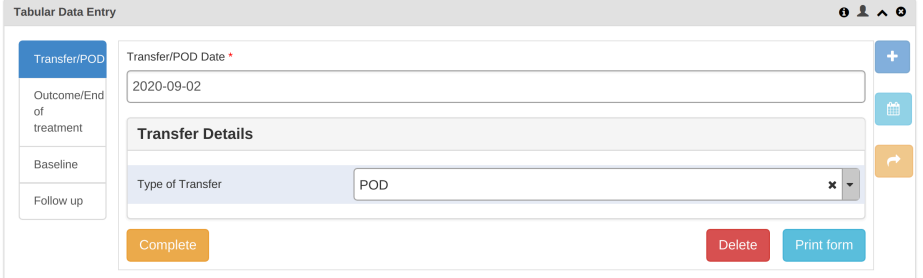 Tabular Data Entry
Transfer/POD
Outcome/End
of
treatment
Baseline
Follow up
Transfer/POD Date *
2020-09-02
Transfer Details
Type of Transfer
POD
Complete
Delete
Print form